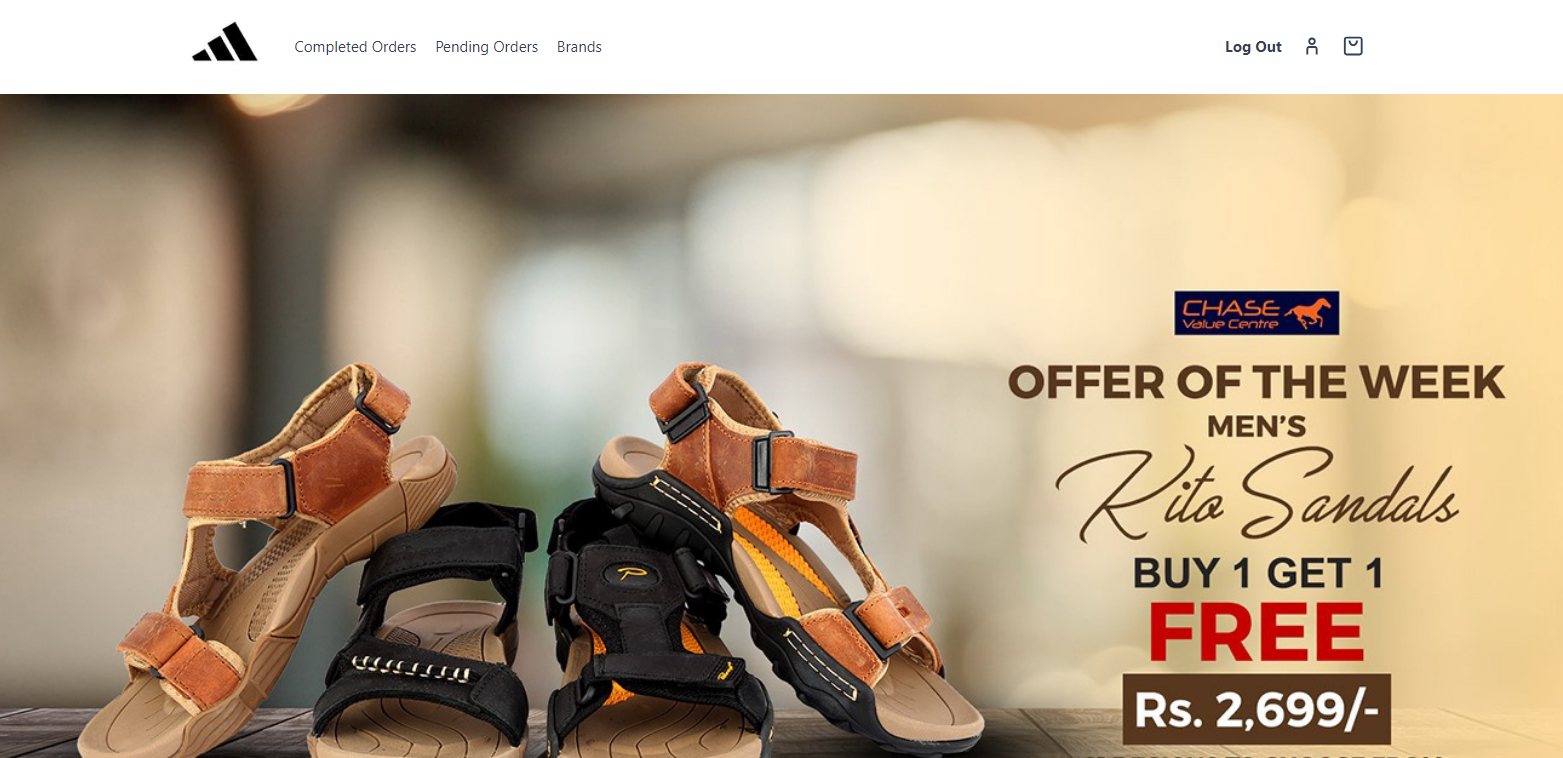 Completed Orders Pending Orders Brands Log Out
CHASE
Value Centre
OFFER OF THE WEEK
MEN'S
Kito Sandals
BUY 1 GET 1
FREE
Rs. 2,699/-